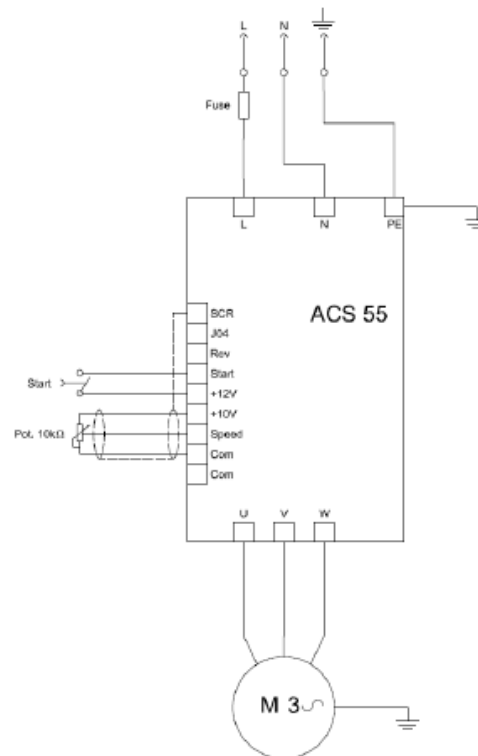 L N
Fuse
L N PE
ACS 55
SCR
J04
Rev
Start
Start
+12V
+10V
Pot. 10kΩ
Speed
Com
Com
U V W
M 3